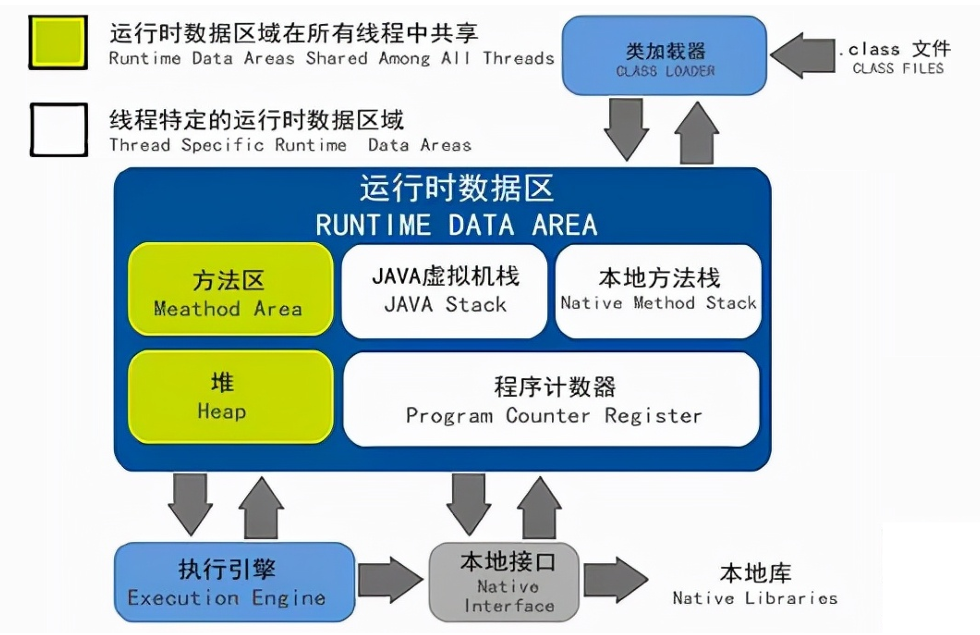 运行时数据区域在所有线程中共享
Runtime Data Areas Shared Among All Threads
线程特定的运行时数据区域
Thread Specific Runtime Data Areas
类加载器
CLASS LOADER
.class 文件
CLASS FILES
运行时数据区
RUNTIME DATA AREA
方法区
Meathod Area
JAVA虚拟机栈
JAVA Stack
本地方法栈
Native Method Stack
堆
Heap
程序计数器
Program Counter Register
执行引擎
Execution Engine
本地接口
Native
Interface
本地库
Native Libraries